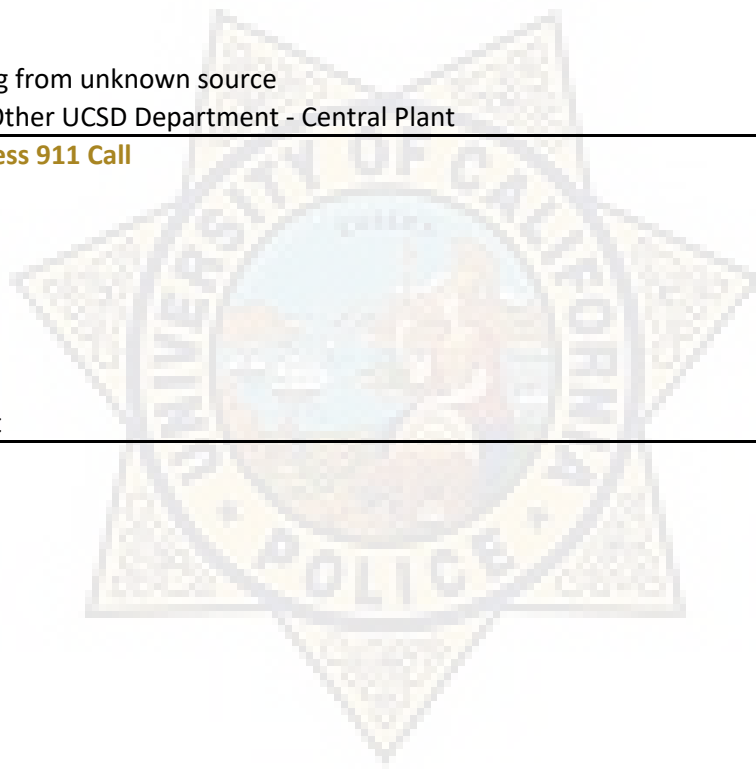 g from unknown source
Other UCSD Department - Central Plant
ess 911 Call
UNIVERSITY OF CALIFORNIA
POLICE